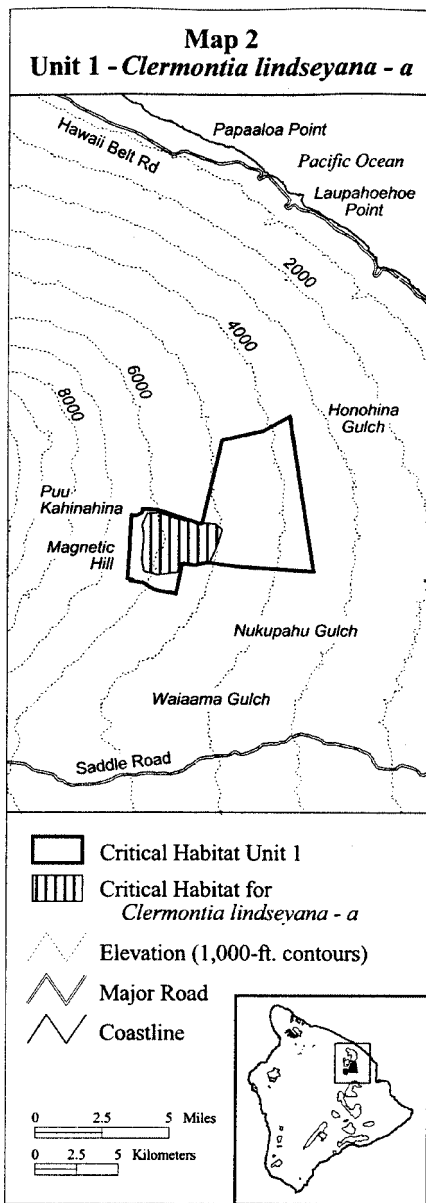 Map 2
Unit 1 - Clermontia lindseyana - a
Papaaloa Point
Hawaii Belt Rd
Pacific Ocean
Laupahoehoe
Point
2000
4000
6000
8000
Honohina
Gulch
Puu
Kahinahina
Magnetic
Hill
Nukupahu Gulch
Waiaama Gulch
Saddle Road
Critical Habitat Unit 1
Critical Habitat for
Clermontia lindseyana - a
Elevation (1,000-ft. contours)
Major Road
Coastline
0 2.5 5 Miles
0 2.5 5 Kilometers